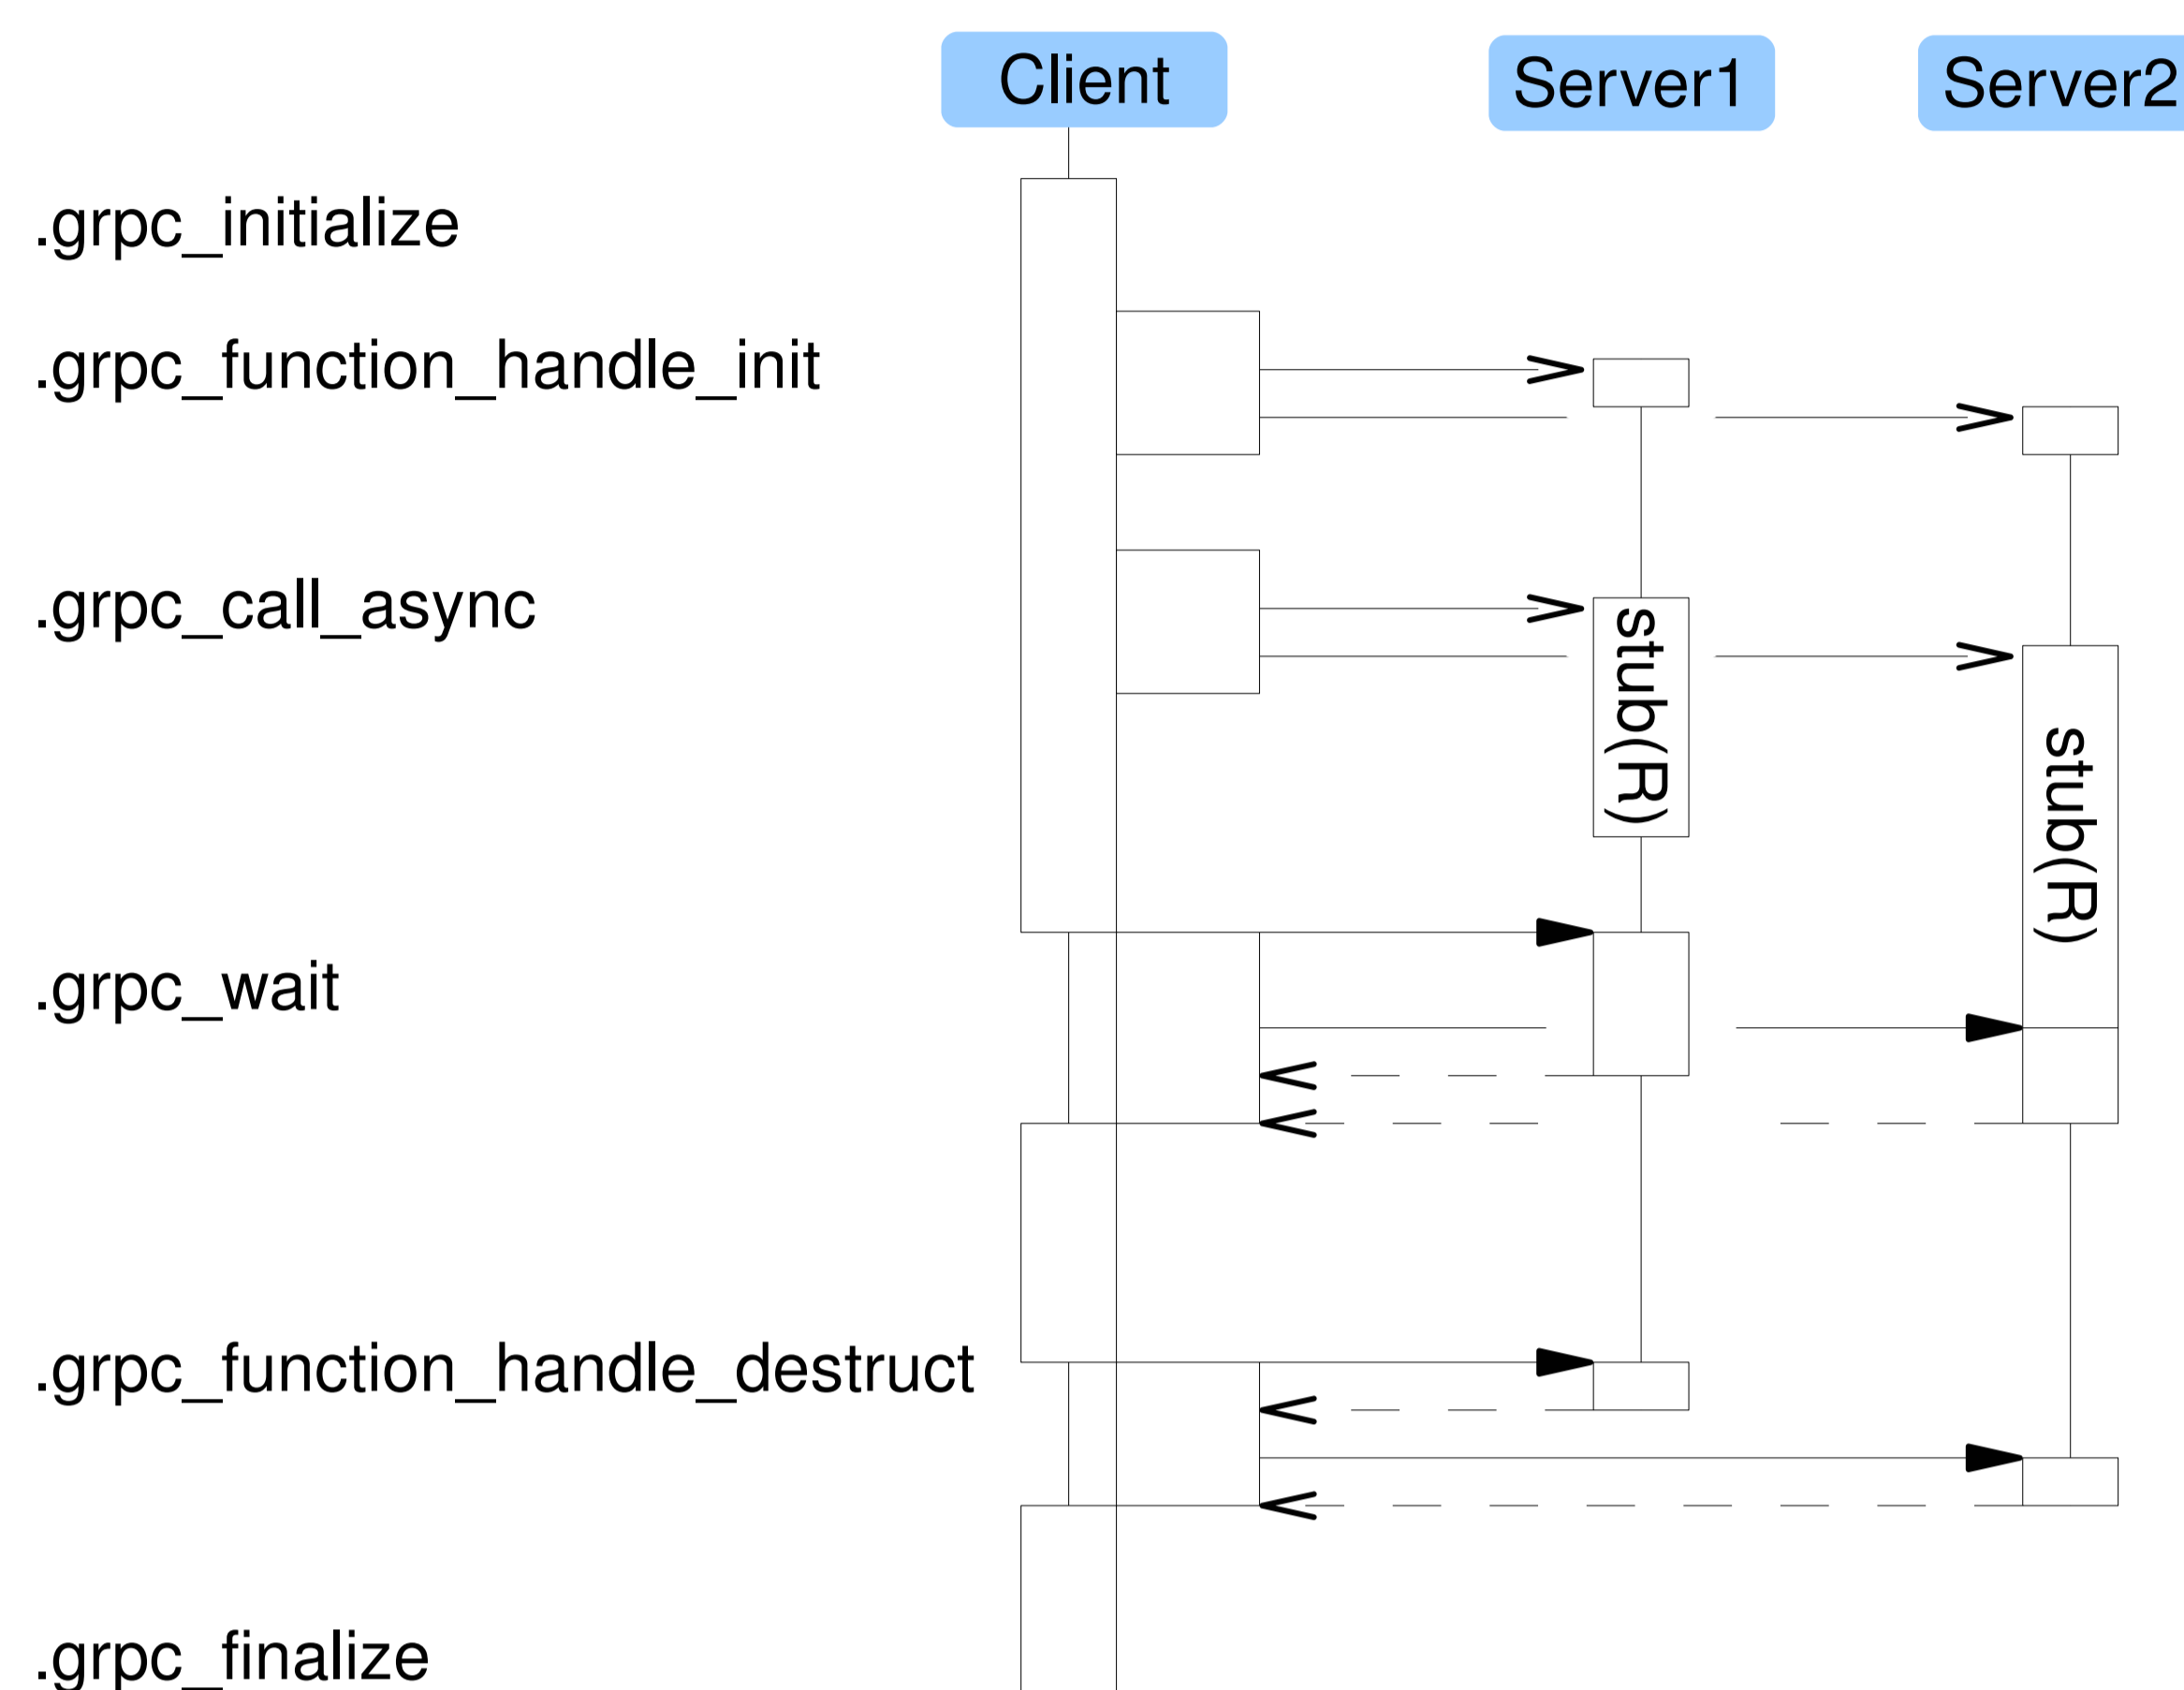 Client Server1 Server2
.grpc_initialize
.grpc_function_handle_init
.grpc_call_async
stub(R)
stub(R)
.grpc_wait
.grpc_function_handle_destruct
.grpc_finalize